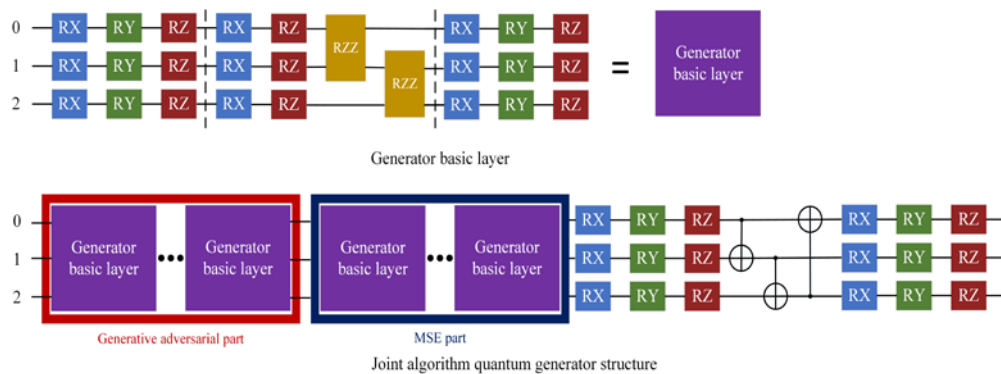 0 RX RY RZ RX RZ RZZ RX RY RZ
1 RX RY RZ RX RZ RZZ RX RY RZ = Generator basic layer
2 RX RY RZ RX RZ RX RY RZ
Generator basic layer
0 RX RY RZ RX RY RZ
Generator basic layer ••• Generator basic layer Generator basic layer ••• Generator basic layer
1 RX RY RZ RX RY RZ
2 RX RY RZ RX RY RZ
Generative adversarial part MSE part
Joint algorithm quantum generator structure